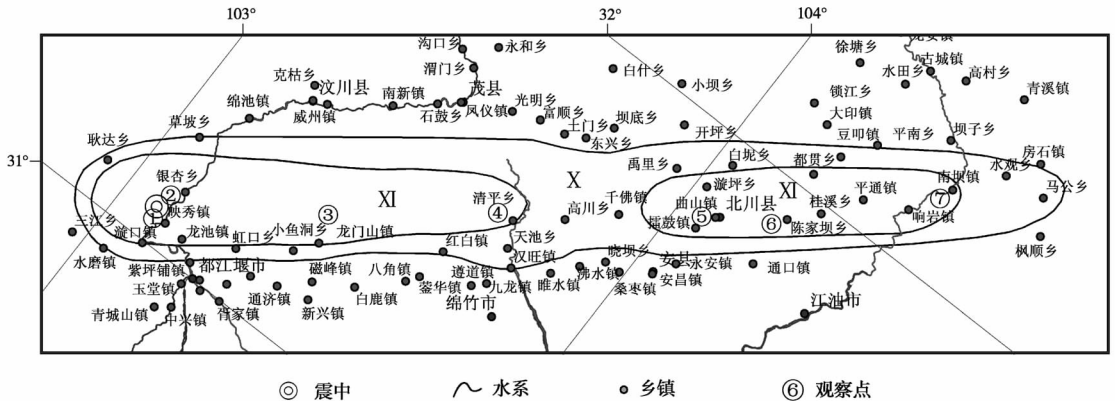 103°
32°
104°
沟口乡
永和乡
徐塘乡
古城镇
渭门乡
白什乡
克枯乡
汶川县
茂县
小坝乡
水田乡
高村乡
青溪镇
绵池镇
南新镇
光明乡
锁江乡
威州镇
石鼓乡
凤仪镇
富顺乡
坝底乡
大印镇
草坡乡
土门乡
开坪乡
豆叩镇
平南乡
坝子乡
耿达乡
东兴乡
31°
禹里乡
白坭乡
都贯乡
房石镇
水观乡
银杏乡
②
Ⅺ
清平乡
Ⅹ
千佛镇
漩坪乡
Ⅺ
桂溪乡
平通镇
南坝镇
⑦
马公乡
曲山镇
①
映秀镇
③
④
高川乡
⑤
北川县
⑥
擂鼓镇
陈家坝乡
响岩镇
三江乡
漩口镇
龙池镇
虹口乡
小鱼洞乡
龙门山镇
红白镇
天池乡
枫顺乡
水磨镇
紫坪铺镇
都江堰市
磁峰镇
八角镇
遵道镇
汉旺镇
沸水镇
晓坝乡
安县
永安镇
通口镇
玉堂镇
通济镇
白鹿镇
蓥华镇
九龙镇
睢水镇
桑枣镇
安昌镇
青城山镇
中兴镇
胥家镇
新兴镇
绵竹市
江油市
震中
水系
乡镇
⑥ 观察点